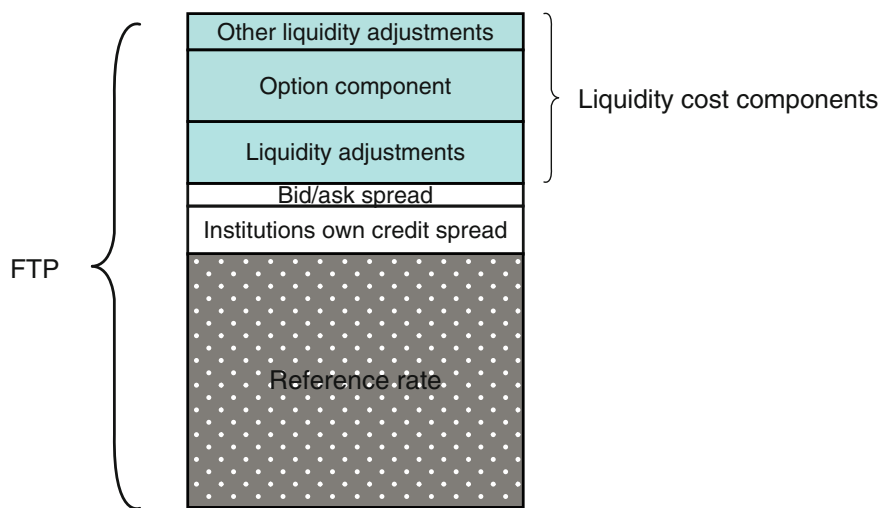 Other liquidity adjustments
Option component
Liquidity cost components
Liquidity adjustments
Bid/ask spread
Institutions own credit spread
FTP
Reference rate